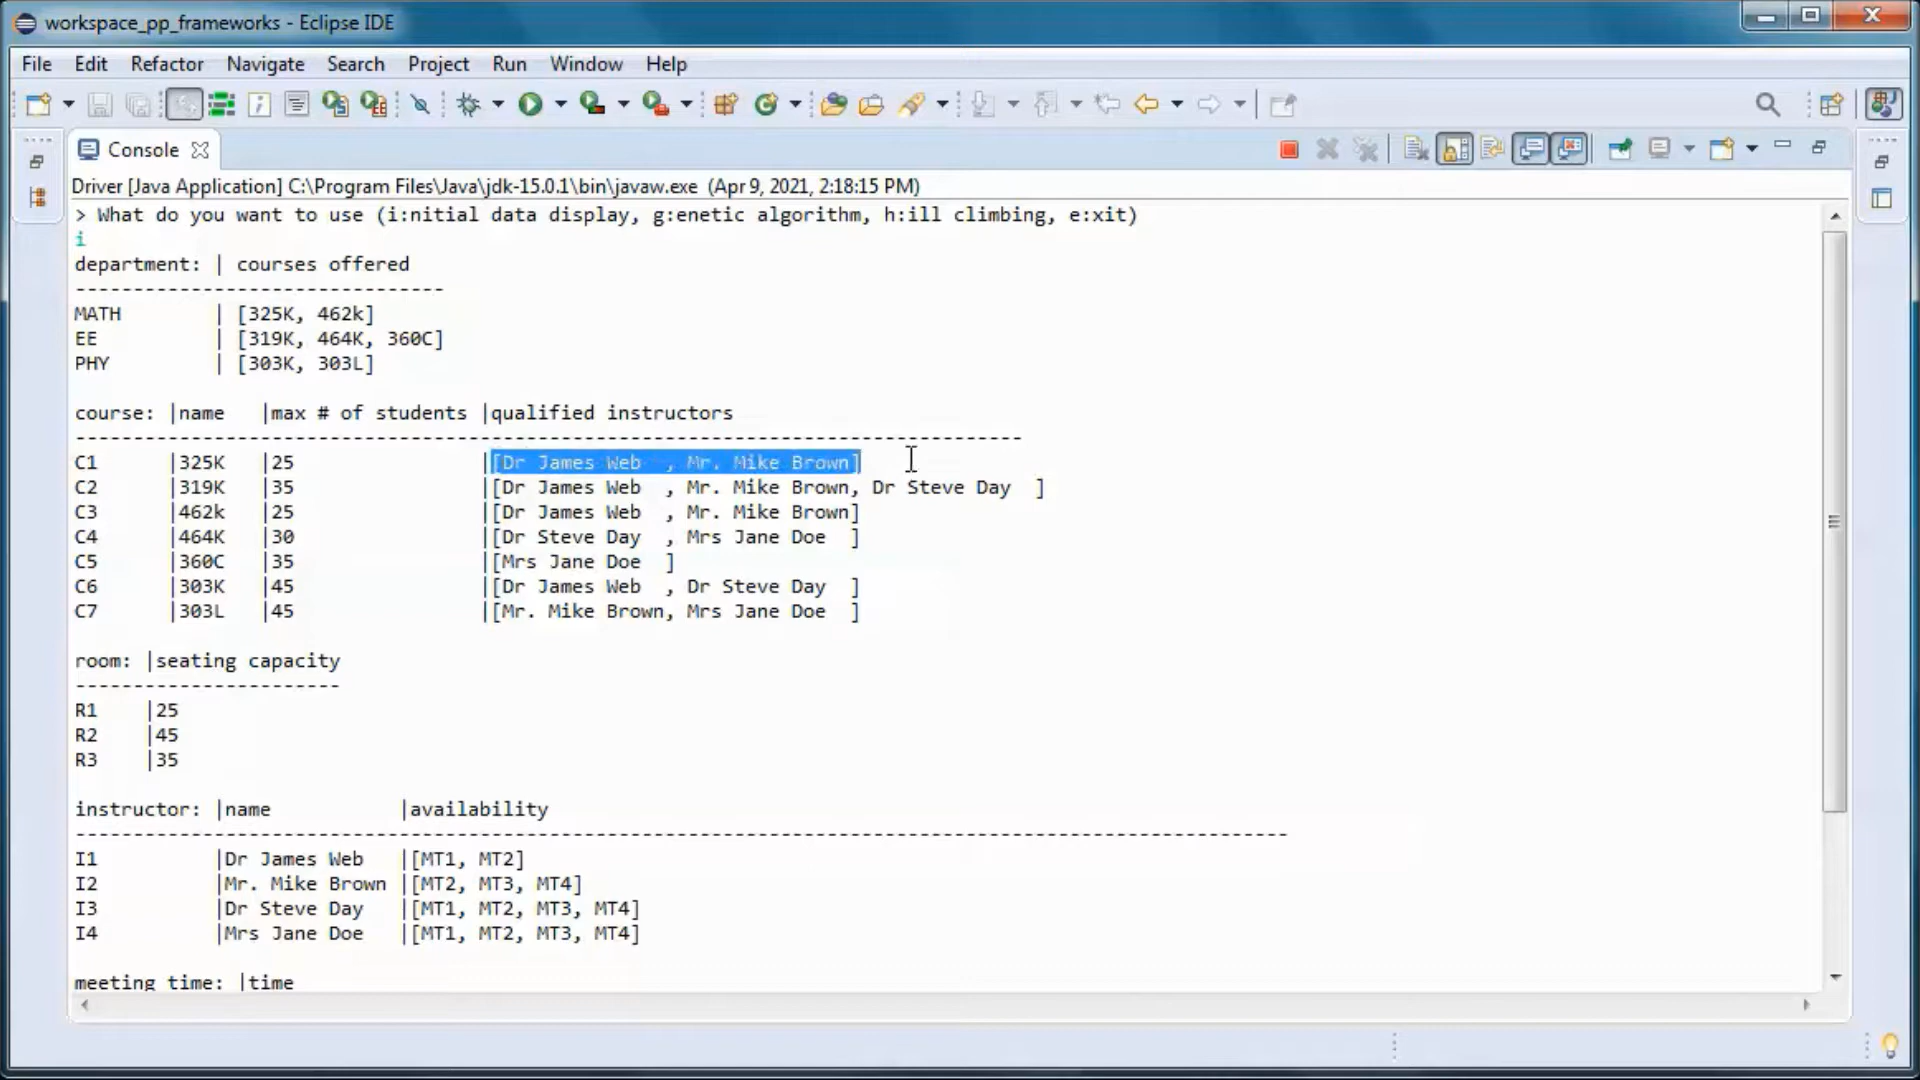 workspace_pp_frameworks - Eclipse IDE
File Edit Refactor Navigate Search Project Run Window Help
Console
Driver [Java Application] C:\Program Files\Java\jdk-15.0.1\bin\javaw.exe (Apr 9, 2021, 2:18:15 PM)
> What do you want to use (i:nitial data display, g:enetic algorithm, h:ill climbing, e:xit)
i
department: | courses offered
--------------------------------
MATH | [325K, 462k]
EE | [319K, 464K, 360C]
PHY | [303K, 303L]
course: |name |max # of students |qualified instructors
----------------------------------------------------------------------------------
C1 |325K |25 |[Dr James Web , Mr. Mike Brown]
C2 |319K |35 |[Dr James Web , Mr. Mike Brown, Dr Steve Day ]
C3 |462k |25 |[Dr James Web , Mr. Mike Brown]
C4 |464K |30 |[Dr Steve Day , Mrs Jane Doe ]
C5 |360C |35 |[Mrs Jane Doe ]
C6 |303K |45 |[Dr James Web , Dr Steve Day ]
C7 |303L |45 |[Mr. Mike Brown, Mrs Jane Doe ]
room: |seating capacity
-----------------------
R1 |25
R2 |45
R3 |35
instructor: |name |availability
---------------------------------------------------------------------------------------------------------
I1 |Dr James Web |[MT1, MT2]
I2 |Mr. Mike Brown |[MT2, MT3, MT4]
I3 |Dr Steve Day |[MT1, MT2, MT3, MT4]
I4 |Mrs Jane Doe |[MT1, MT2, MT3, MT4]
meeting time: |time